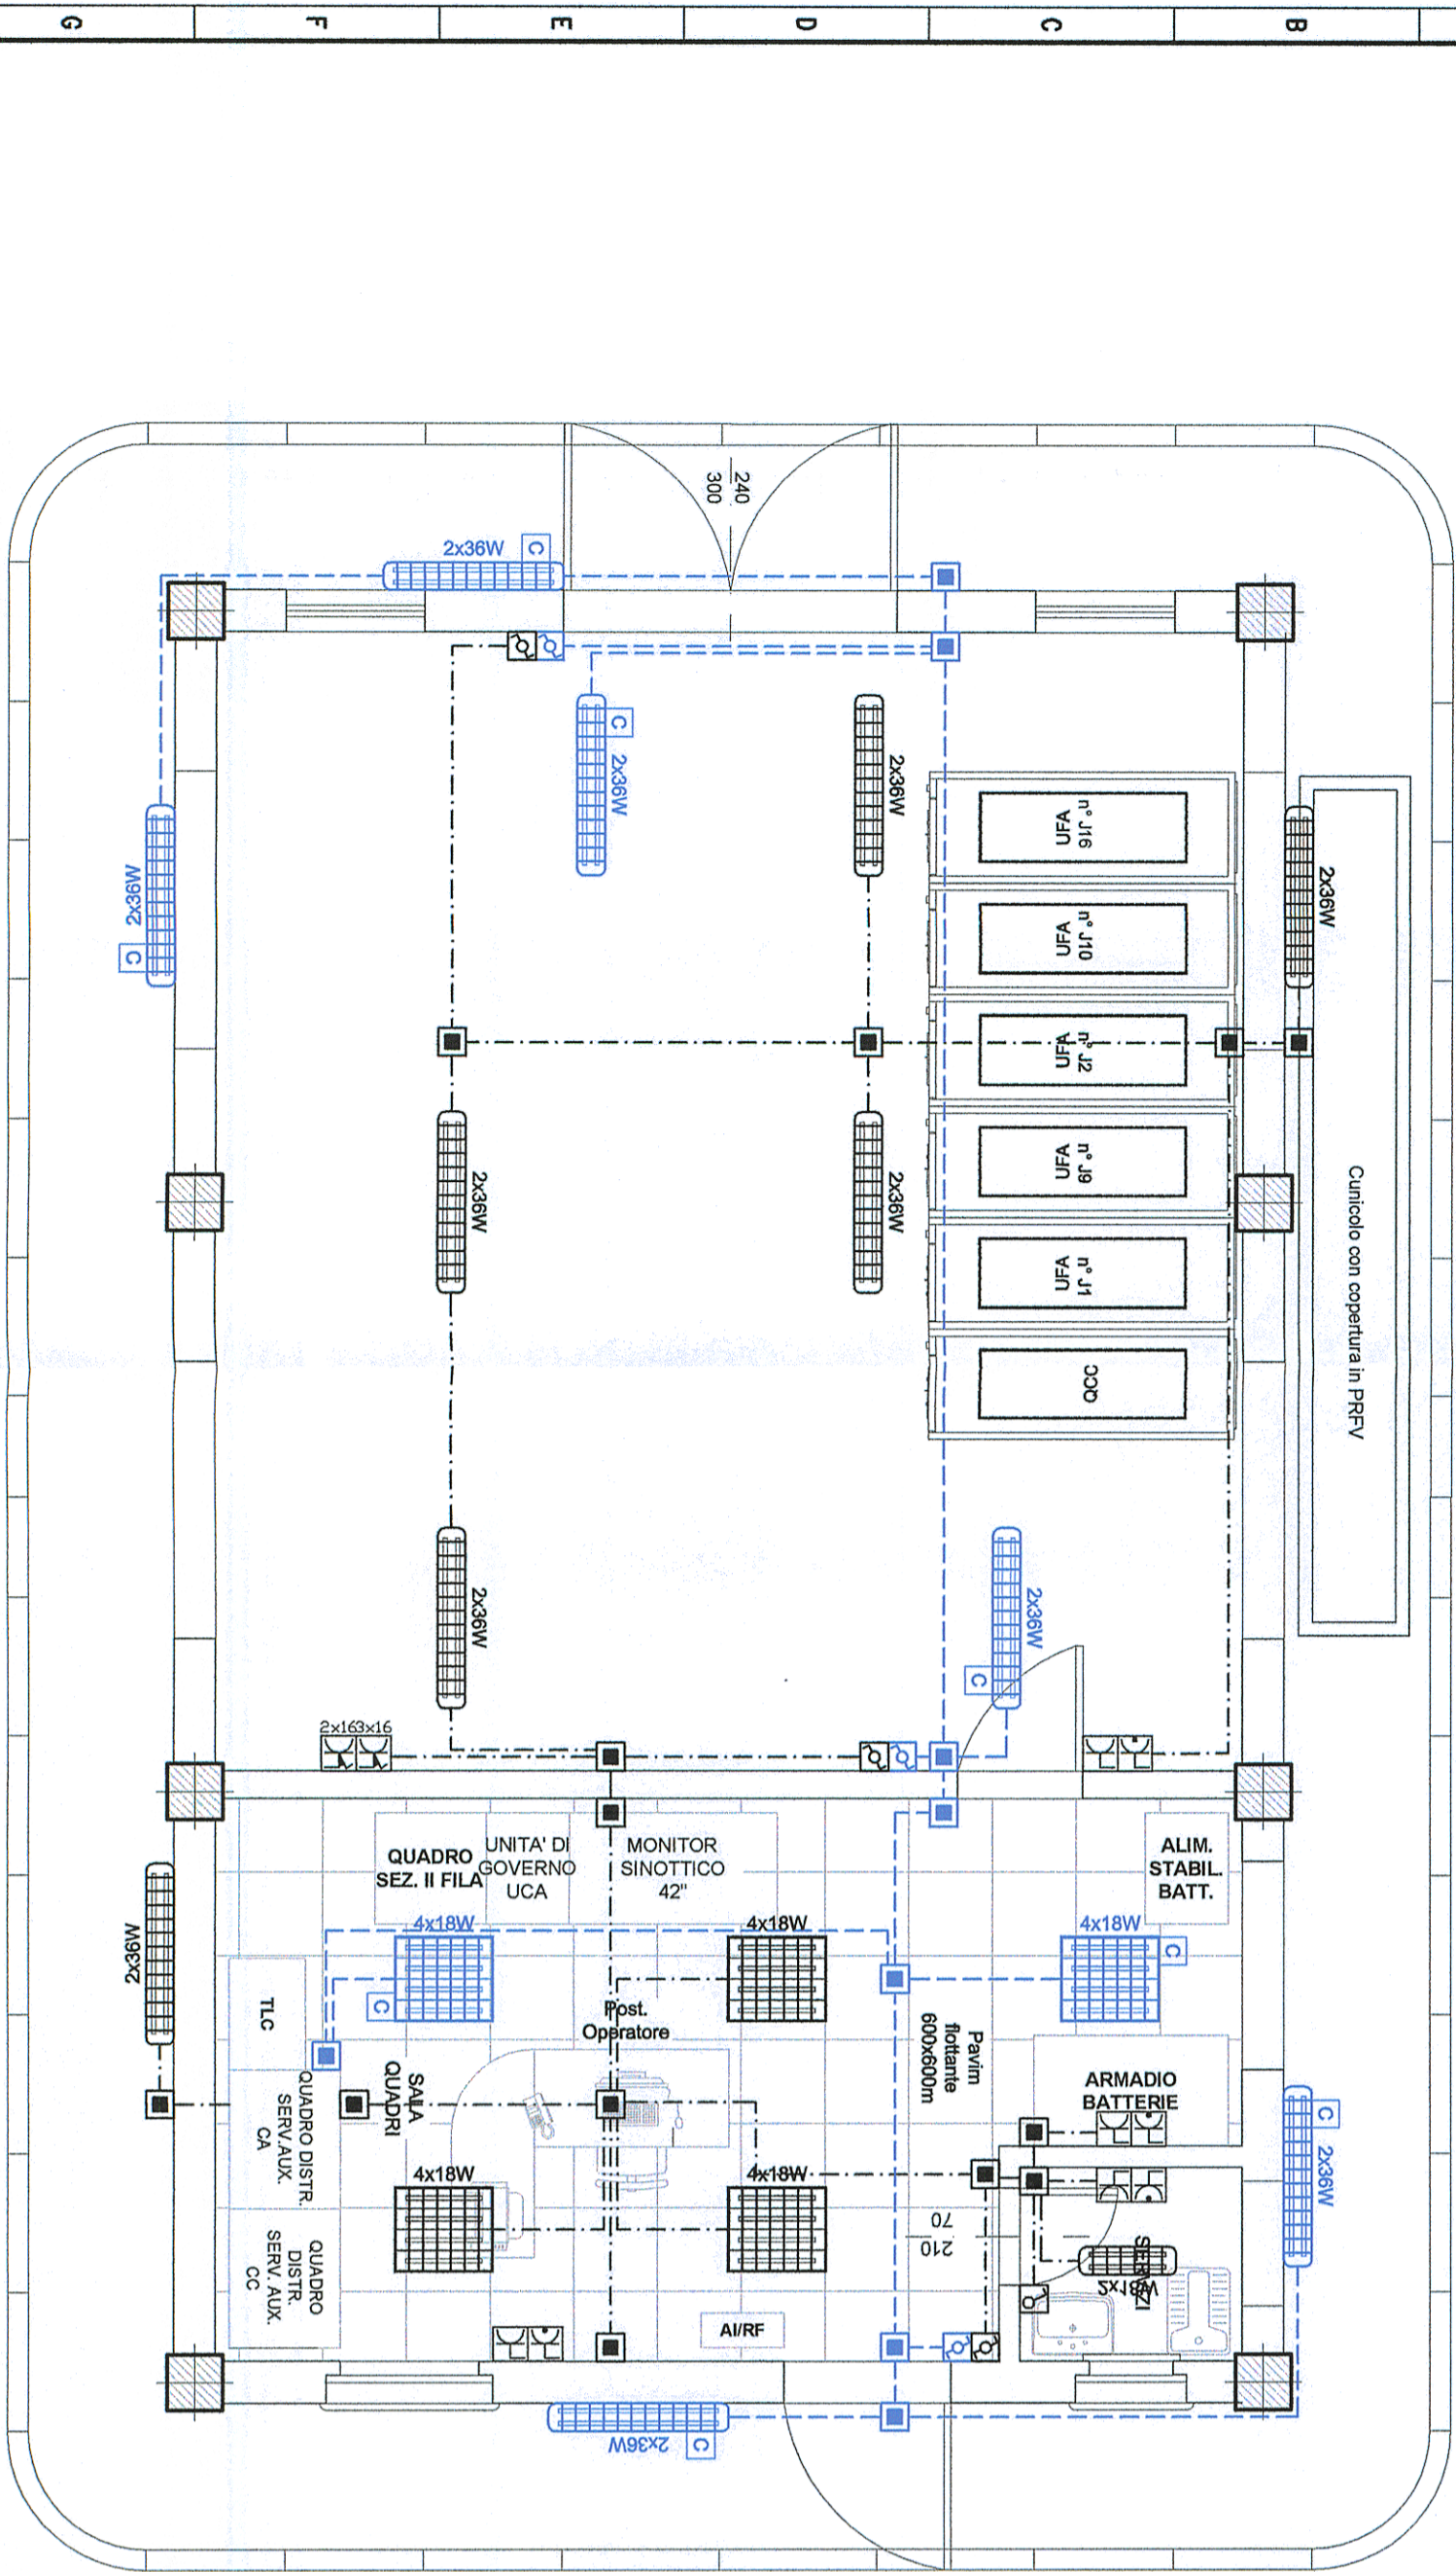 G
F
E
D
C
B
240
300
2x36W
C
C
2x36W
2x36W
2x36W
C
2x36W
n° J16
UFA
n° J10
UFA
n° J2
UFA
n° J9
UFA
n° J1
UFA
QCC
Cunicolo con copertura in PRFV
2x36W
2x36W
2x36W
2x36W
C
2x163x16
QUADRO
SEZ. II FILA
UNITA' DI
GOVERNO
UCA
MONITOR
SINOTTICO
42"
ALIM.
STABIL.
BATT.
4x18W
C
4x18W
4x18W
C
2x36W
TLC
Post.
Operatore
Pavim
flottante
600x600m
ARMADIO
BATTERIE
C
2x36W
SALA
QUADRI
QUADRO DISTR.
SERV.AUX.
CA
4x18W
4x18W
70
210
SERVIZI
2x18W
QUADRO
DISTR.
SERV. AUX.
CC
AI/RF
2x36W
C